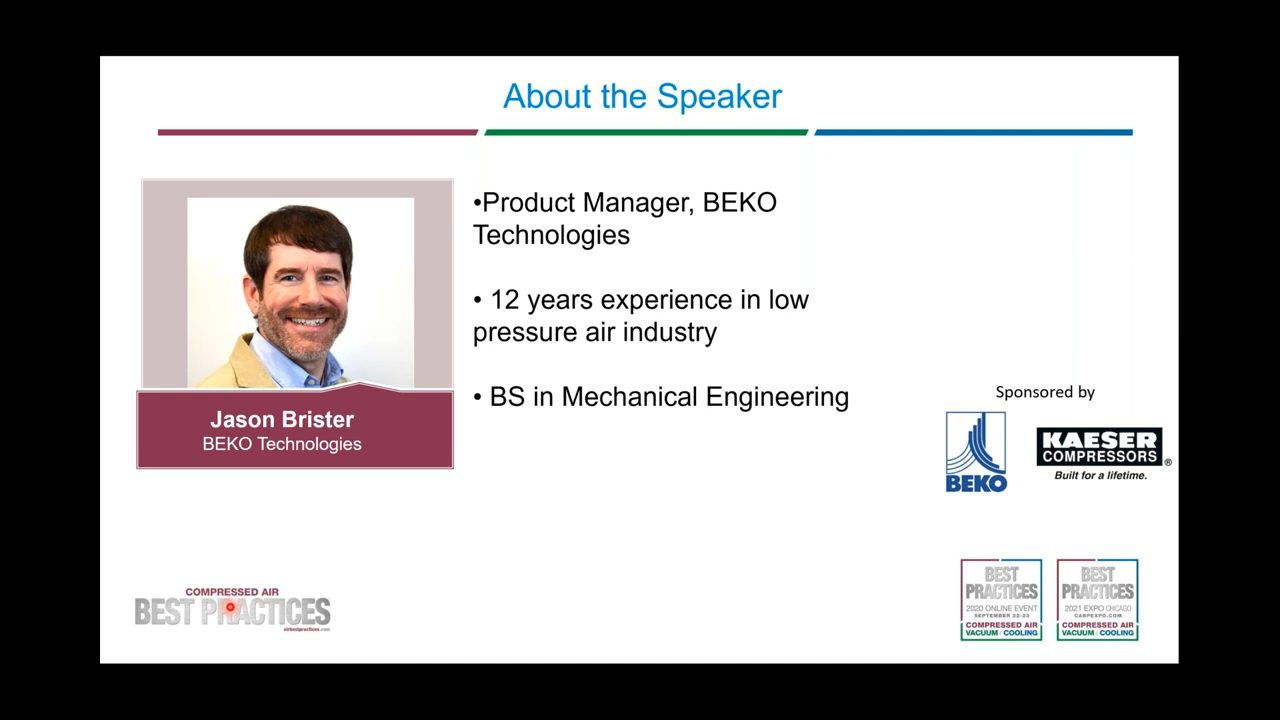 About the Speaker
•Product Manager, BEKO
Technologies
• 12 years experience in low
pressure air industry
• BS in Mechanical Engineering
Jason Brister
BEKO Technologies
Sponsored by
BEKO
KAESER
COMPRESSORS
®
Built for a lifetime.
COMPRESSED AIR
BEST PRACTICES
airbestpractices.com
BEST
PRACTICES
2020 ONLINE EVENT
SEPTEMBER 22-23
COMPRESSED AIR
VACUUM / COOLING
BEST
PRACTICES
2021 EXPO CHICAGO
CABPEXPO.COM
COMPRESSED AIR
VACUUM / COOLING